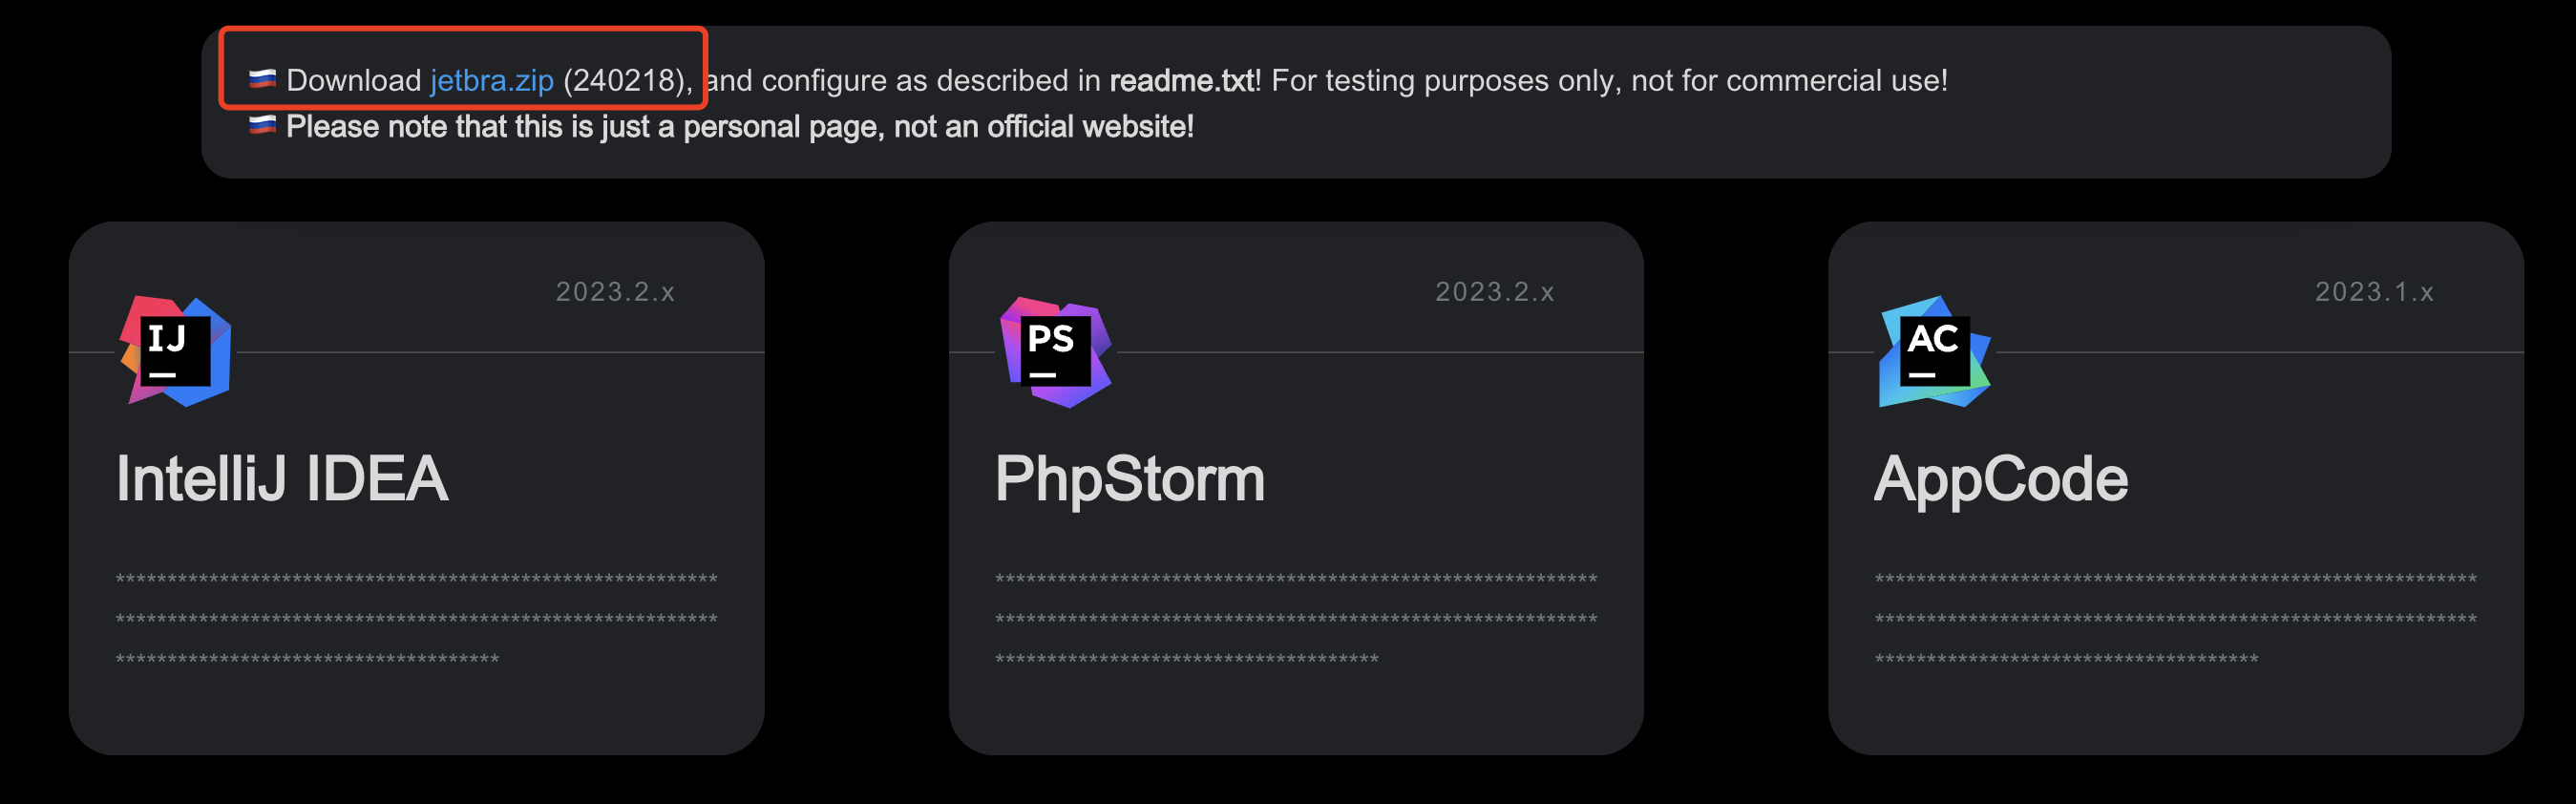 Download jetbra.zip (240218), and configure as described in readme.txt! For testing purposes only, not for commercial use!
Please note that this is just a personal page, not an official website!
2023.2.x
IJ
IntelliJ IDEA
**********************************************************
**********************************************************
*************************************
2023.2.x
PS
PhpStorm
**********************************************************
**********************************************************
*************************************
2023.1.x
AC
AppCode
**********************************************************
**********************************************************
*************************************